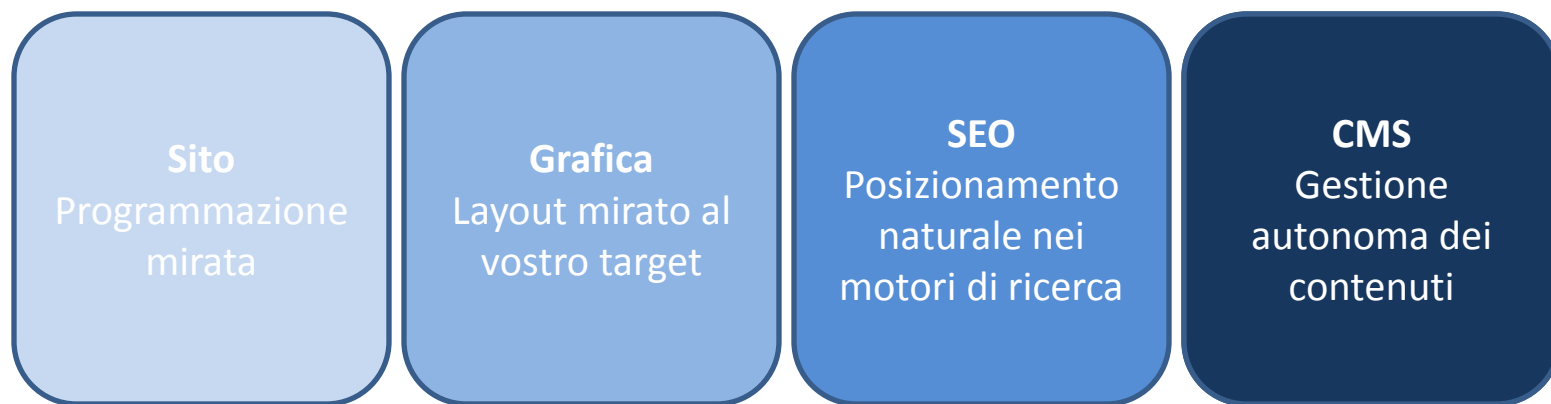 Sito
Programmazione
mirata
Grafica
Layout mirato al
vostro target
SEO
Posizionamento
naturale nei
motori di ricerca
CMS
Gestione
autonoma dei
contenuti